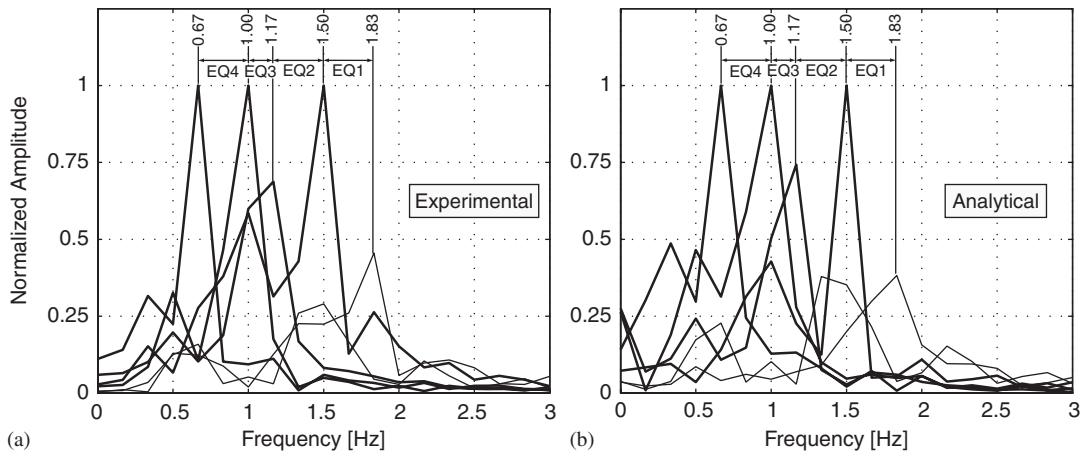 0.67 1.00 1.17 1.50 1.83
EQ4 EQ3 EQ2 EQ1
1
0.75
0.5
0.25
0
Normalized Amplitude
Experimental
0 0.5 1 1.5 2 2.5 3
(a) Frequency [Hz]
0.67 1.00 1.17 1.50 1.83
EQ4 EQ3 EQ2 EQ1
1
0.75
0.5
0.25
0
Analytical
0 0.5 1 1.5 2 2.5 3
(b) Frequency [Hz]